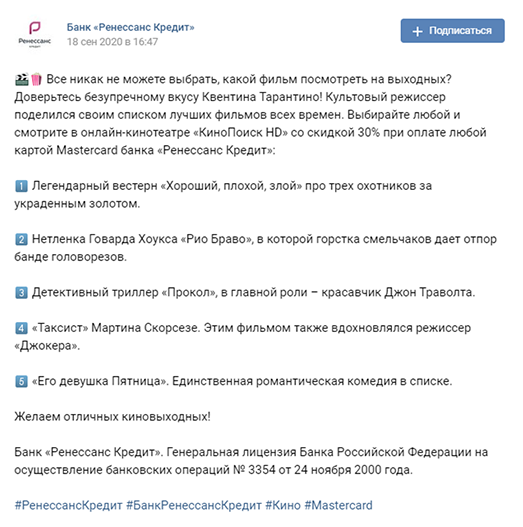 Ренессанс
кредит
Банк «Ренессанс Кредит»
18 сен 2020 в 16:47
+ Подписаться
🎬🍿 Все никак не можете выбрать, какой фильм посмотреть на выходных?
Доверьтесь безупречному вкусу Квентина Тарантино! Культовый режиссер
поделился своим списком лучших фильмов всех времен. Выбирайте любой и
смотрите в онлайн-кинотеатре «КиноПоиск HD» со скидкой 30% при оплате любой
картой Mastercard банка «Ренессанс Кредит»:
1️⃣ Легендарный вестерн «Хороший, плохой, злой» про трех охотников за
украденным золотом.
2️⃣ Нетленка Говарда Хоукса «Рио Браво», в которой горстка смельчаков дает отпор
банде головорезов.
3️⃣ Детективный триллер «Прокол», в главной роли – красавчик Джон Траволта.
4️⃣ «Таксист» Мартина Скорсезе. Этим фильмом также вдохновлялся режиссер
«Джокера».
5️⃣ «Его девушка Пятница». Единственная романтическая комедия в списке.
Желаем отличных киновыходных!
Банк «Ренессанс Кредит». Генеральная лицензия Банка Российской Федерации на
осуществление банковских операций № 3354 от 24 ноября 2000 года.
#РенессансКредит #БанкРенессансКредит #Кино #Mastercard